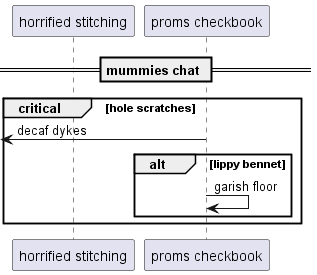 horrified stitching
proms checkbook
mummies chat
critical [hole scratches]
decaf dykes
alt [lippy bennet]
garish floor
horrified stitching
proms checkbook